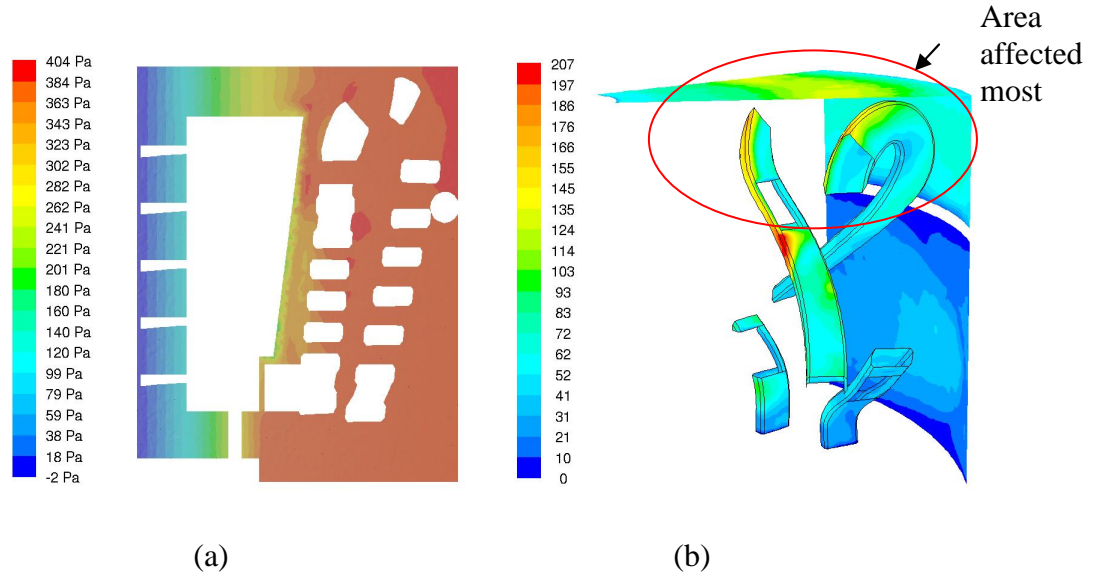 Area
affected
most
404 Pa
384 Pa
363 Pa
343 Pa
323 Pa
302 Pa
282 Pa
262 Pa
241 Pa
221 Pa
201 Pa
180 Pa
160 Pa
140 Pa
120 Pa
99 Pa
79 Pa
59 Pa
38 Pa
18 Pa
-2 Pa
207
197
186
176
166
155
145
135
124
114
103
93
83
72
62
52
41
31
21
10
0
(a)
(b)